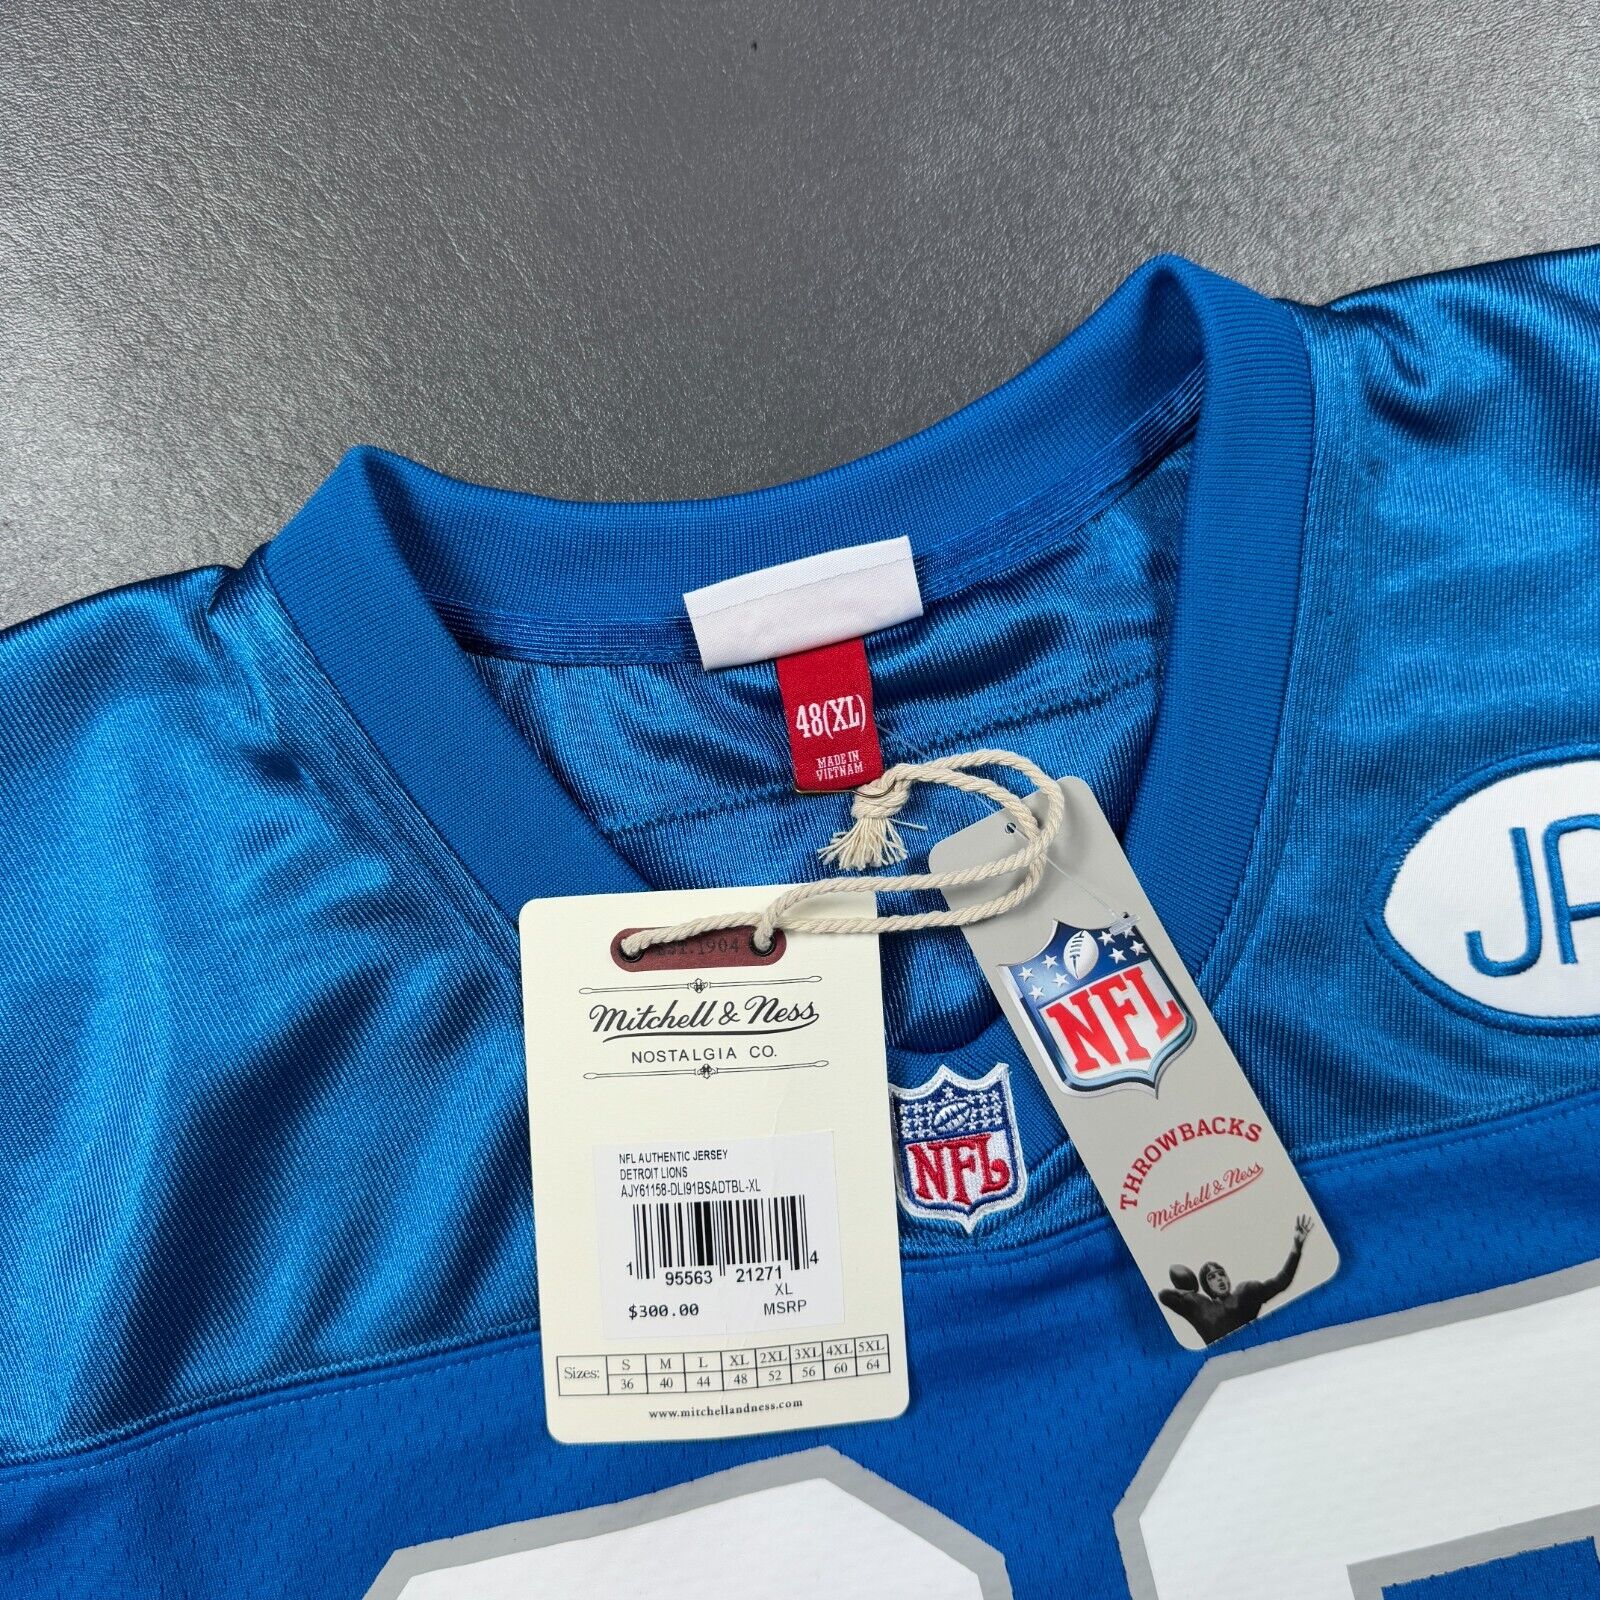 48(XL)
MADE IN
VIETNAM
EST. 1904
Mitchell & Ness
NOSTALGIA CO.
NFL AUTHENTIC JERSEY
DETROIT LIONS
AJY61158-DLI91BSADTBL-XL
1 95563 21271 4
XL
$300.00 MSRP
Sizes: S M L XL 2XL 3XL 4XL 5XL
36 40 44 48 52 56 60 64
www.mitchellandness.com
NFL
NFL
THROWBACKS
Mitchell & Ness